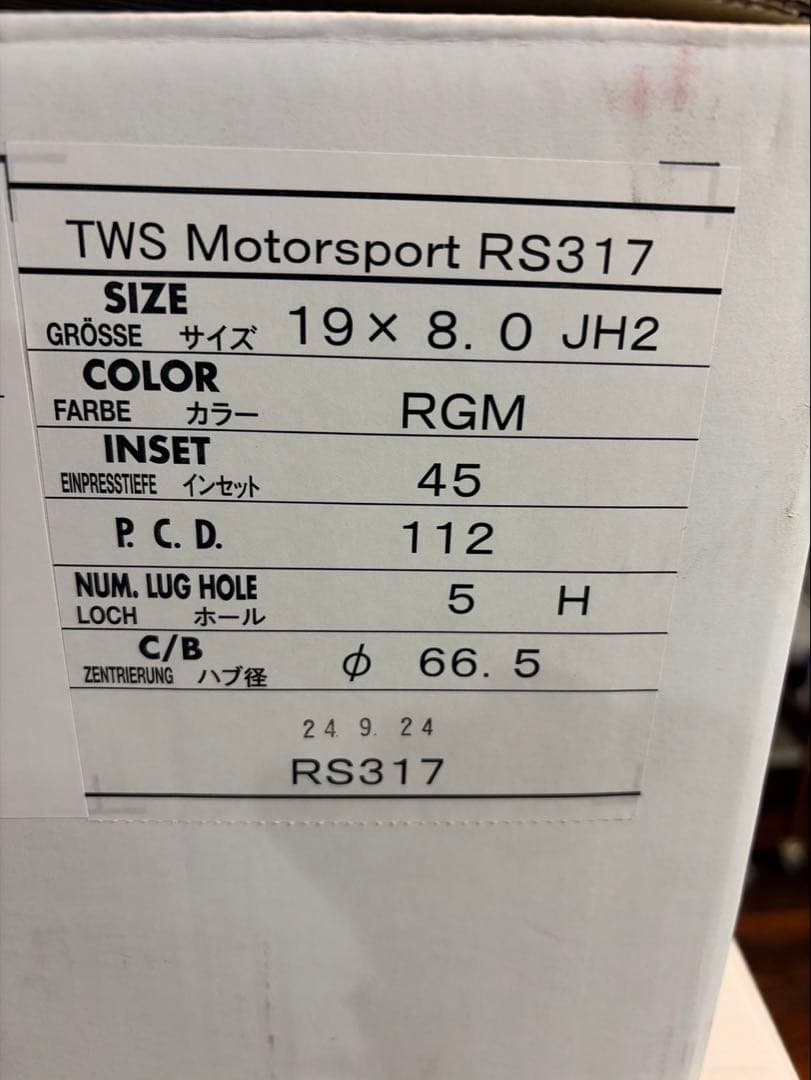 TWS Motorsport RS317
SIZE
GRÖSSE サイズ 19× 8. 0 JH2
COLOR
FARBE カラー RGM
INSET
EINPRESSTIEFE インセット 45
P. C. D. 112
NUM. LUG HOLE
LOCH ホール 5 H
C/B
ZENTRIERUNG ハブ径 φ 66. 5
24. 9. 24
RS317